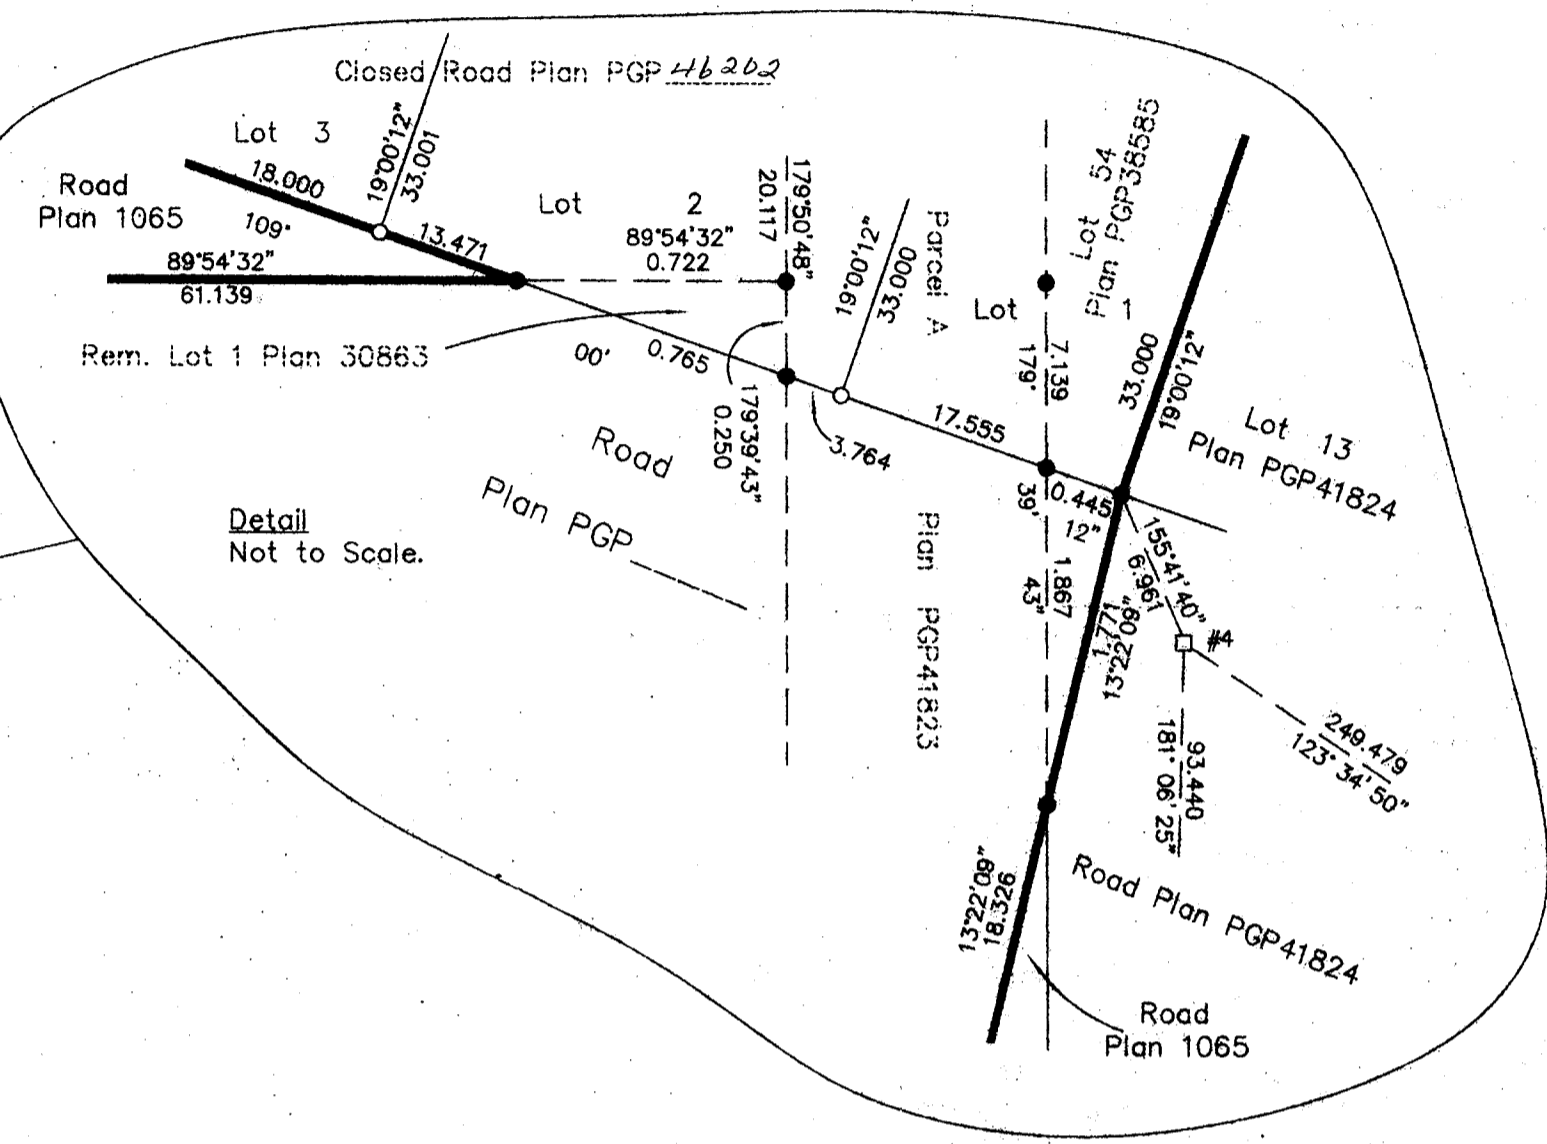 Closed Road Plan PGP 46202
Lot 3
18.000
19°00'12"
33.001
Road
Plan 1065
109°
13.471
89°54'32"
61.139
Lot 2
89°54'32"
0.722
179°50'48"
20.117
19°00'12"
33.000
Parcel A
Lot 1
Lot 54
Plan PGP38585
7.139
179°
33.000
19°00'12"
Lot 13
Plan PGP41824
Rem. Lot 1 Plan 30863
00'
0.765
179°39'43"
0.250
3.764
17.555
39'
0.445
12"
Road
Plan PGP
Detail
Not to Scale.
Plan PGP41823
1.867
43"
1.771
13°22'09"
155°41'40"
6.961
#4
93.440
181° 06' 25"
249.479
123° 34' 50"
13°22'09"
18.326
Road Plan PGP41824
Road
Plan 1065